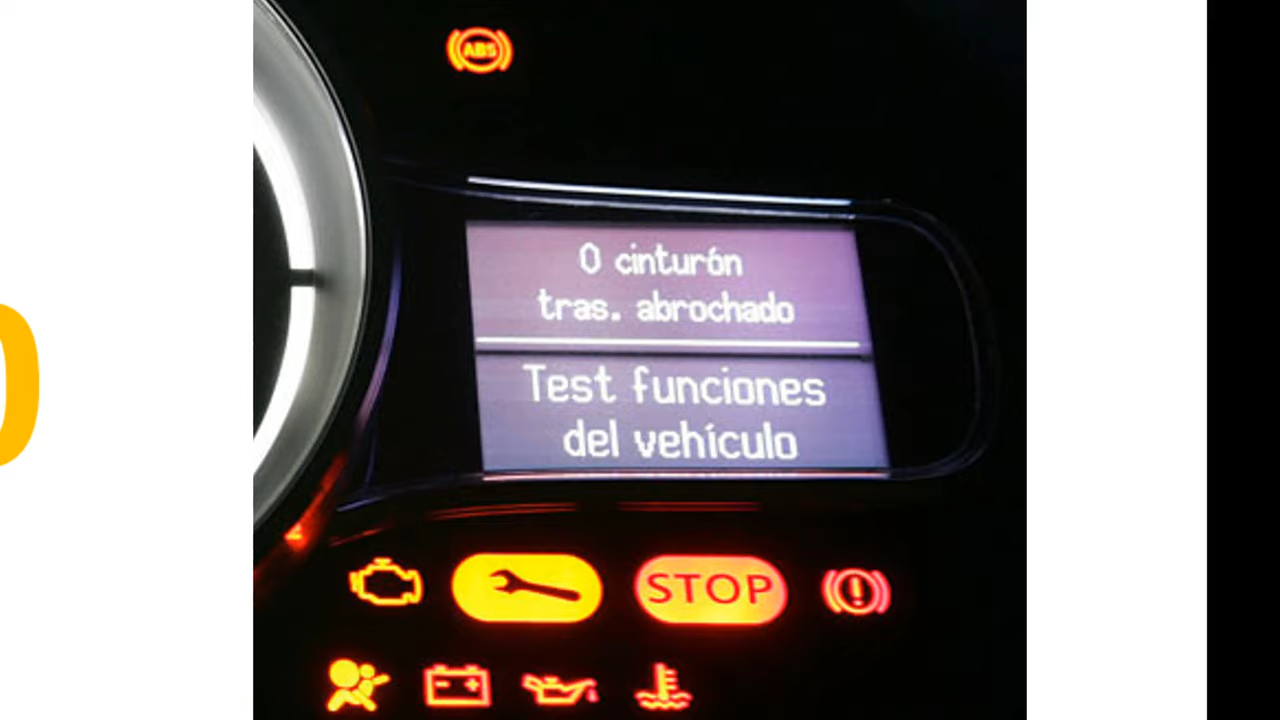 ABS
0 cinturón
tras. abrochado
Test funciones
del vehículo
STOP